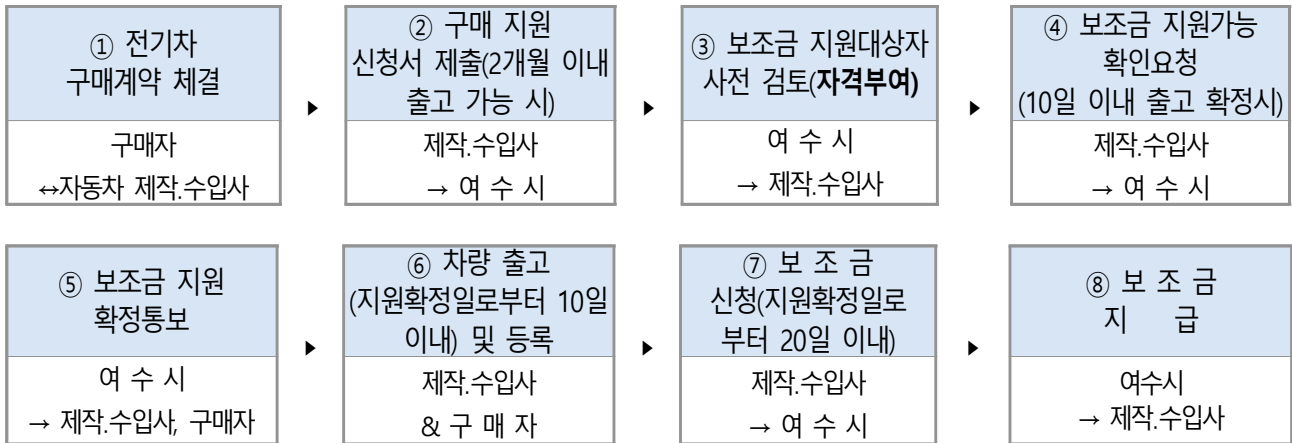 ① 전기차
구매계약 체결
구매자
↔자동차 제작.수입사
▶
② 구매 지원
신청서 제출(2개월 이내
출고 가능 시)
제작.수입사
→ 여 수 시
▶
③ 보조금 지원대상자
사전 검토(자격부여)
여 수 시
→ 제작.수입사
▶
④ 보조금 지원가능
확인요청
(10일 이내 출고 확정시)
제작.수입사
→ 여 수 시
⑤ 보조금 지원
확정통보
여 수 시
→ 제작.수입사, 구매자
▶
⑥ 차량 출고
(지원확정일로부터 10일
이내) 및 등록
제작.수입사
& 구 매 자
▶
⑦ 보 조 금
신청(지원확정일로
부터 20일 이내)
제작.수입사
→ 여 수 시
▶
⑧ 보 조 금
지 급
여수시
→ 제작.수입사